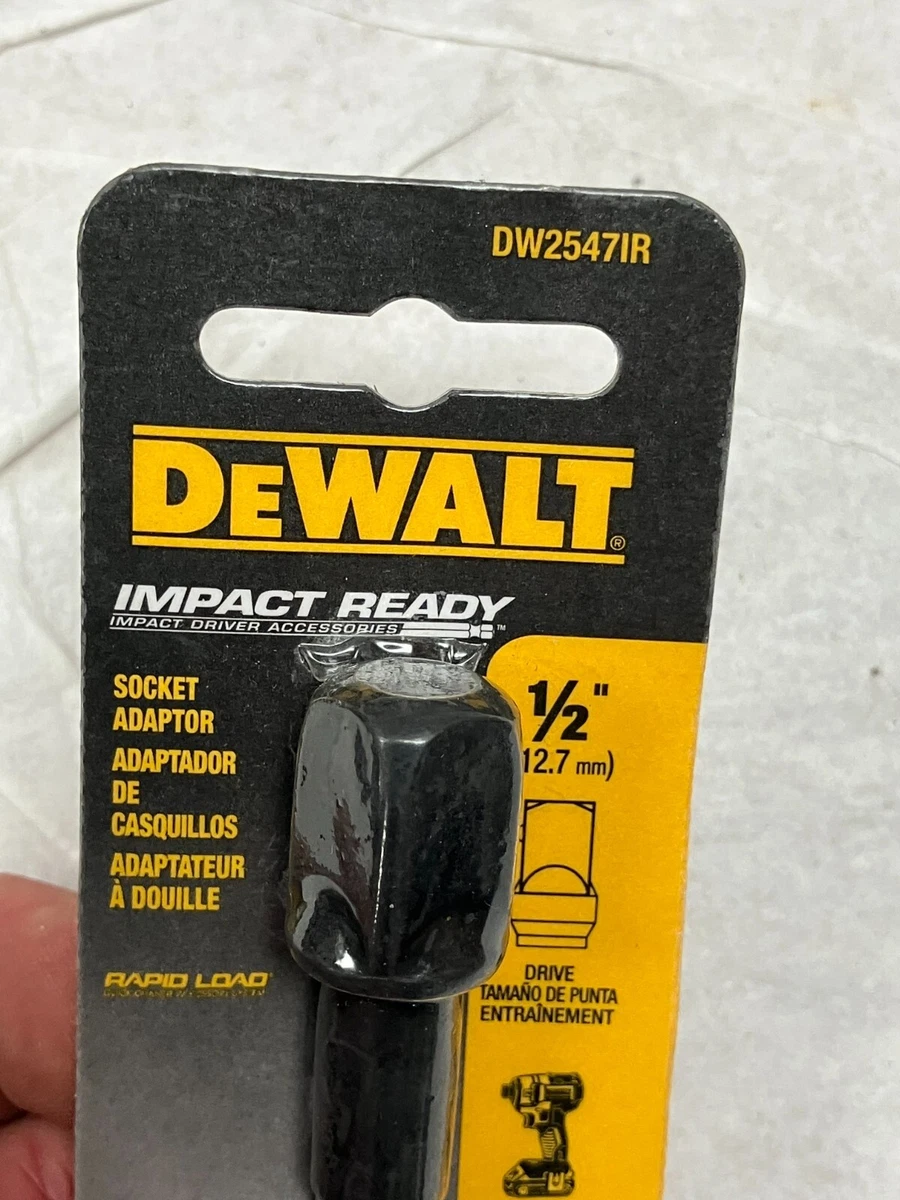 DW2547IR
DEWALT®
IMPACT READY
IMPACT DRIVER ACCESSORIES ™
SOCKET
ADAPTOR
ADAPTADOR
DE
CASQUILLOS
ADAPTATEUR
À DOUILLE
RAPID LOAD
1/2"
12.7 mm)
DRIVE
TAMAÑO DE PUNTA
ENTRAÎNEMENT